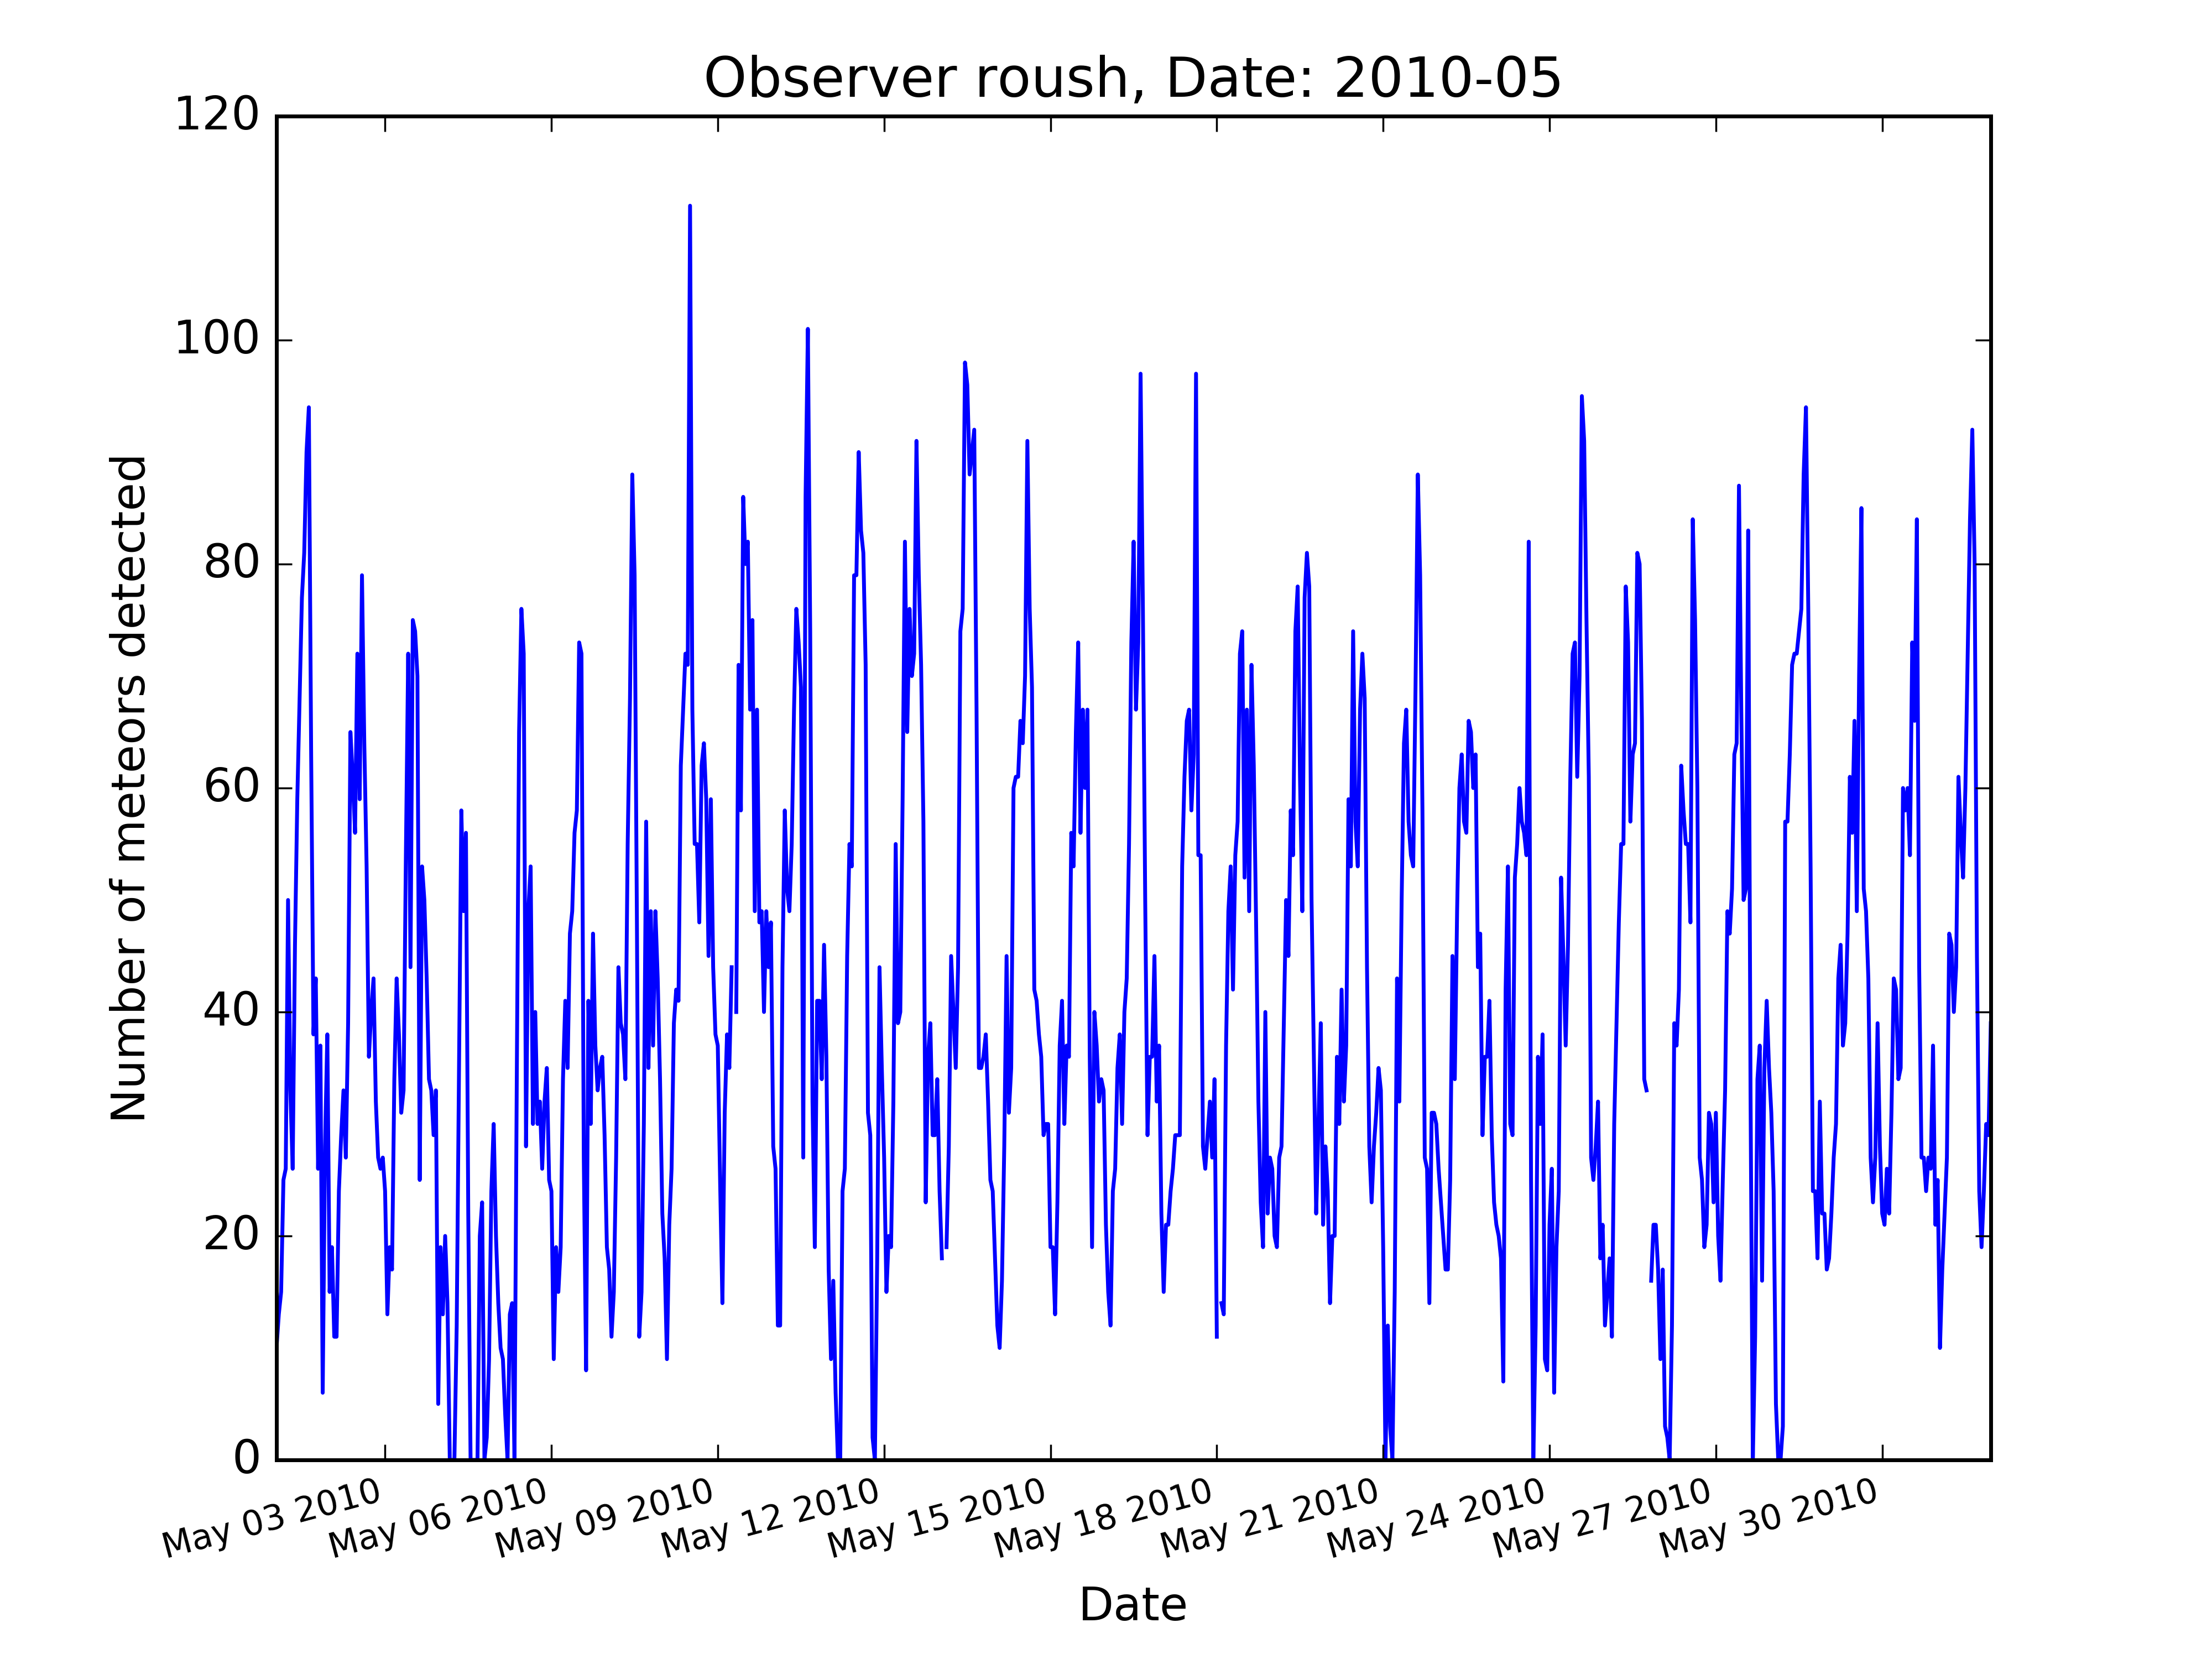 Observer roush, Date: 2010-05
120
100
80
60
40
20
0
Number of meteors detected
May 03 2010
May 06 2010
May 09 2010
May 12 2010
May 15 2010
May 18 2010
May 21 2010
May 24 2010
May 27 2010
May 30 2010
Date